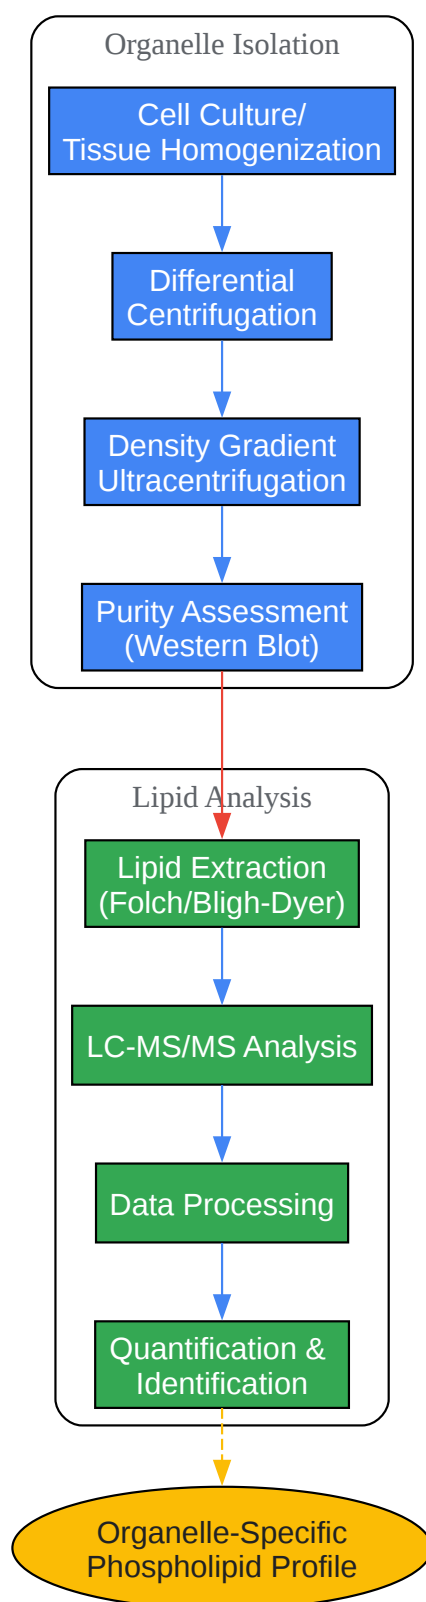 Organelle Isolation
Cell Culture/
Tissue Homogenization
Differential
Centrifugation
Density Gradient
Ultracentrifugation
Purity Assessment
(Western Blot)
Lipid Analysis
Lipid Extraction
(Folch/Bligh-Dyer)
LC-MS/MS Analysis
Data Processing
Quantification &
Identification
Organelle-Specific
Phospholipid Profile